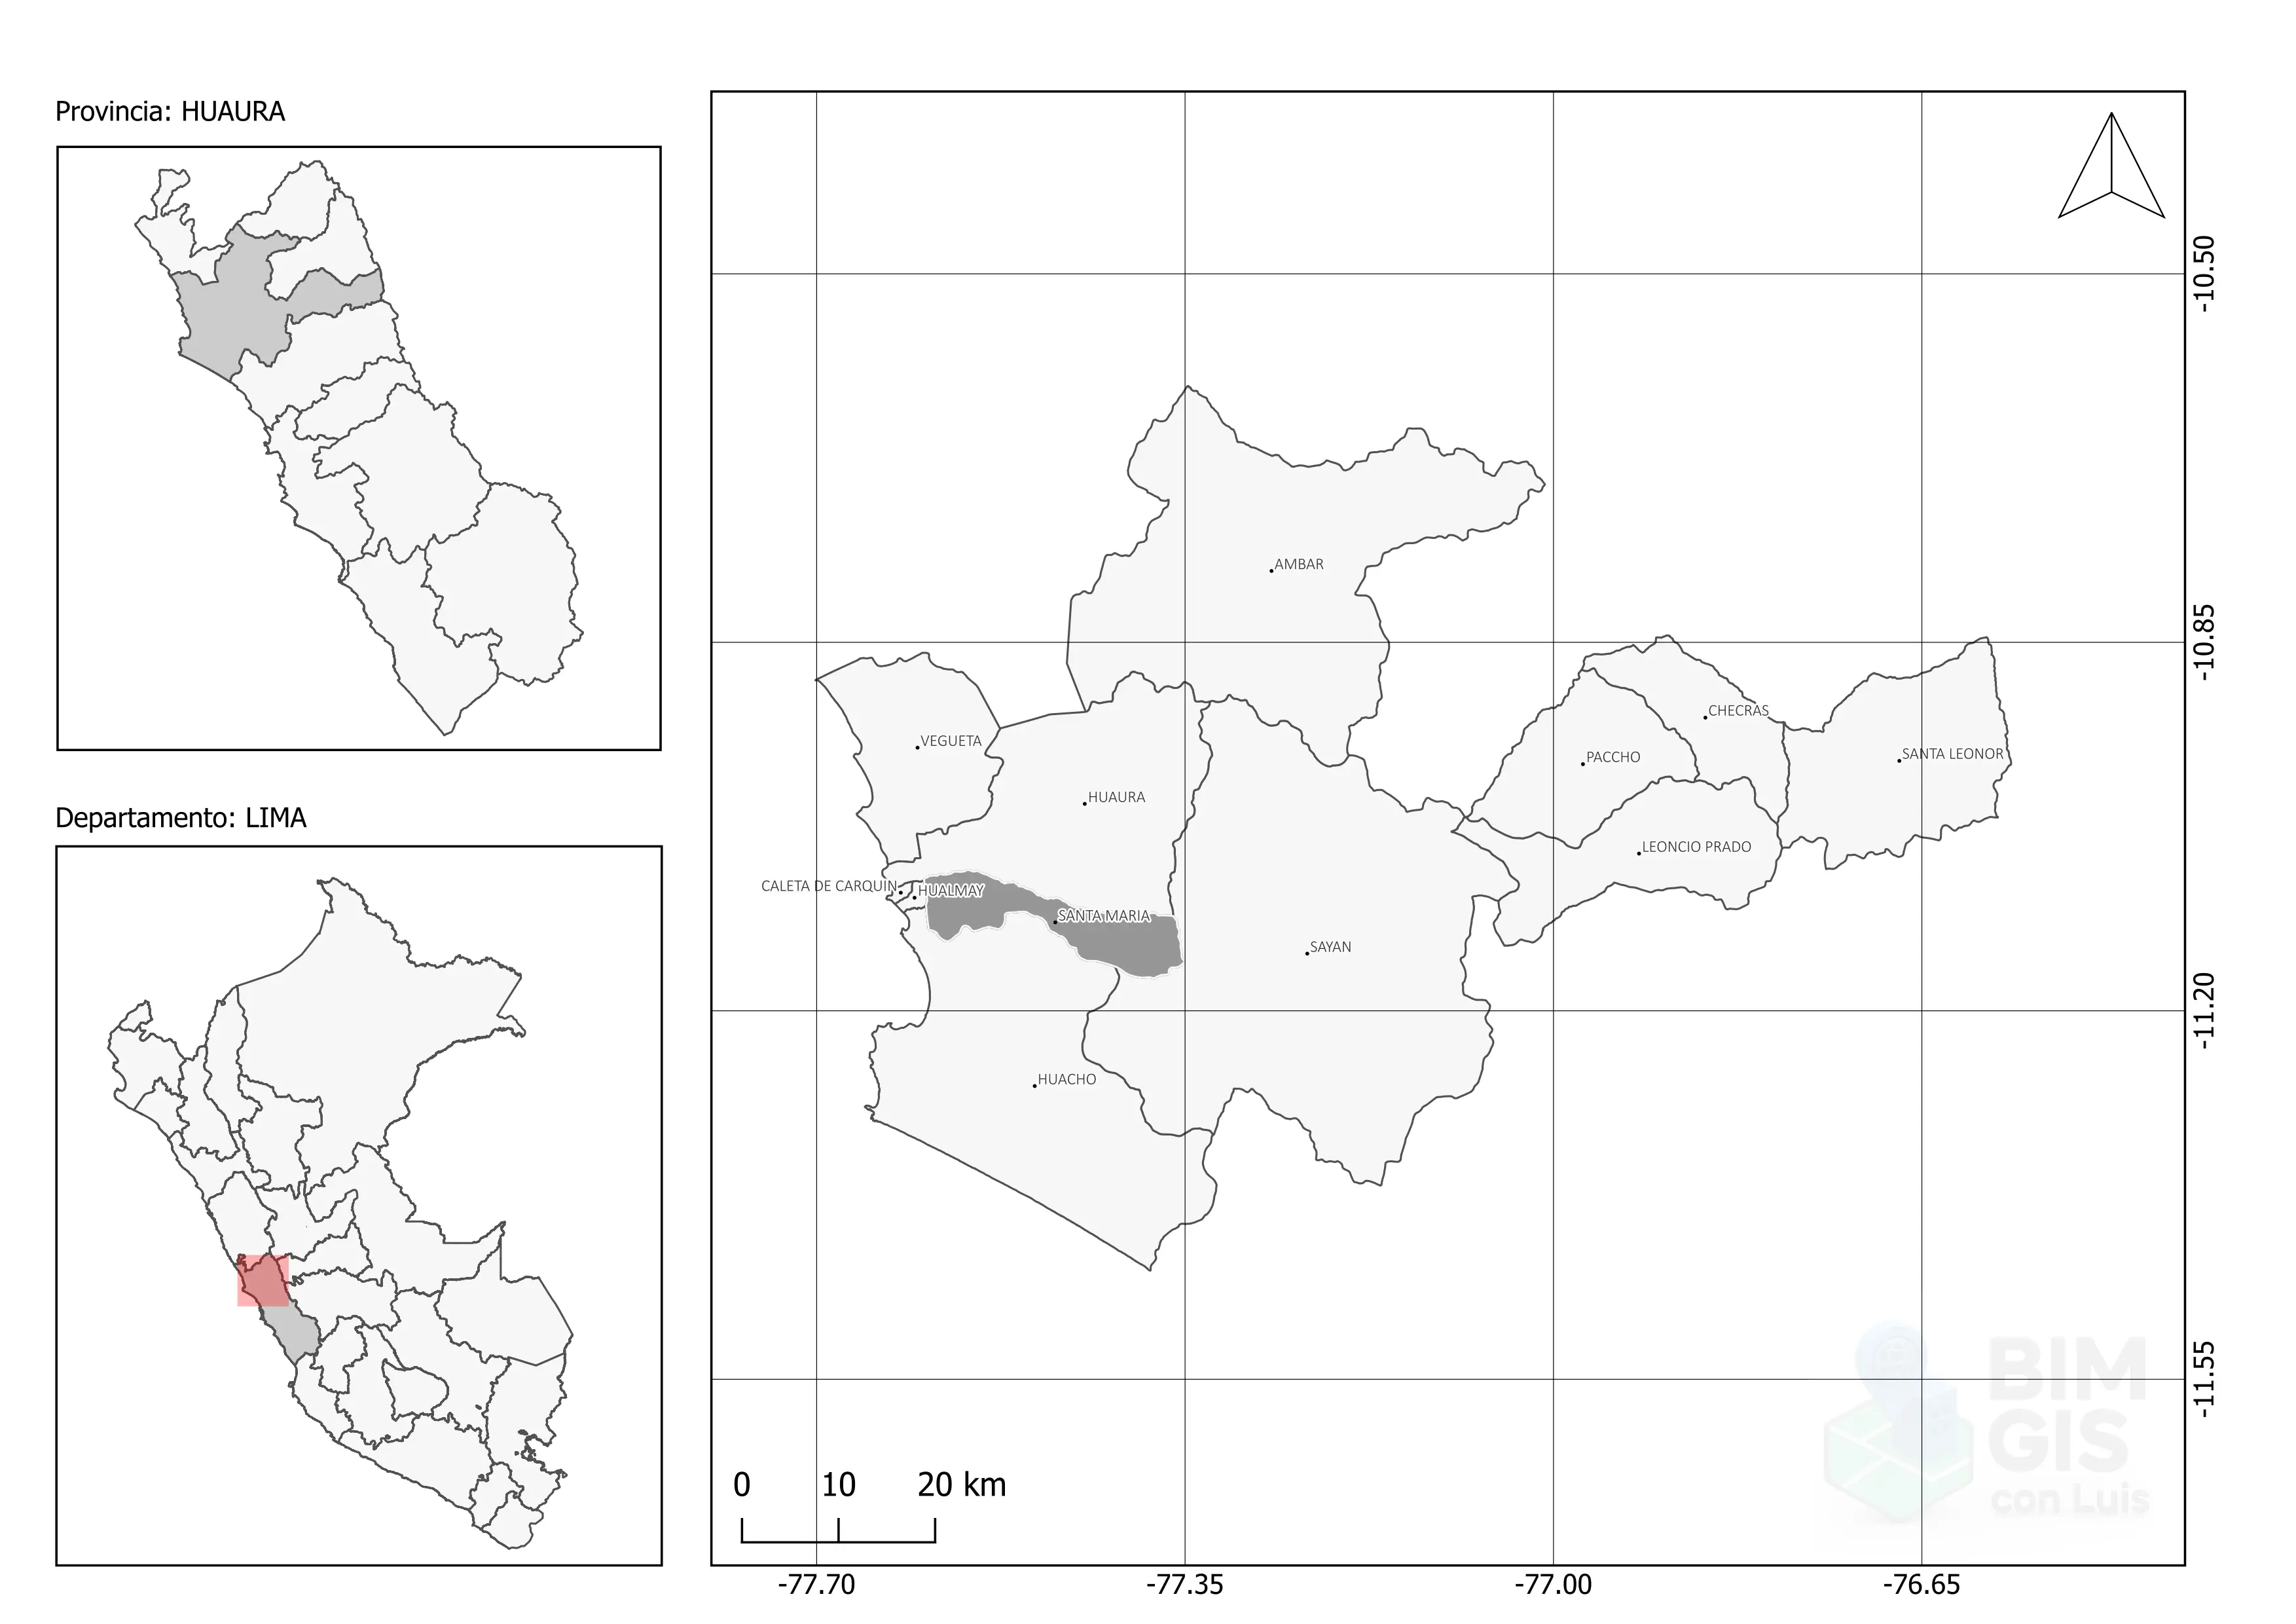 Provincia: HUAURA
Departamento: LIMA
-10.50
-10.85
-11.20
-11.55
AMBAR
CHECRAS
VEGUETA
SANTA LEONOR
PACCHO
HUAURA
LEONCIO PRADO
CALETA DE CARQUIN
HUALMAY
SANTA MARIA
SAYAN
HUACHO
BIM
GIS
con Luis
0 10 20 km
-77.70 -77.35 -77.00 -76.65